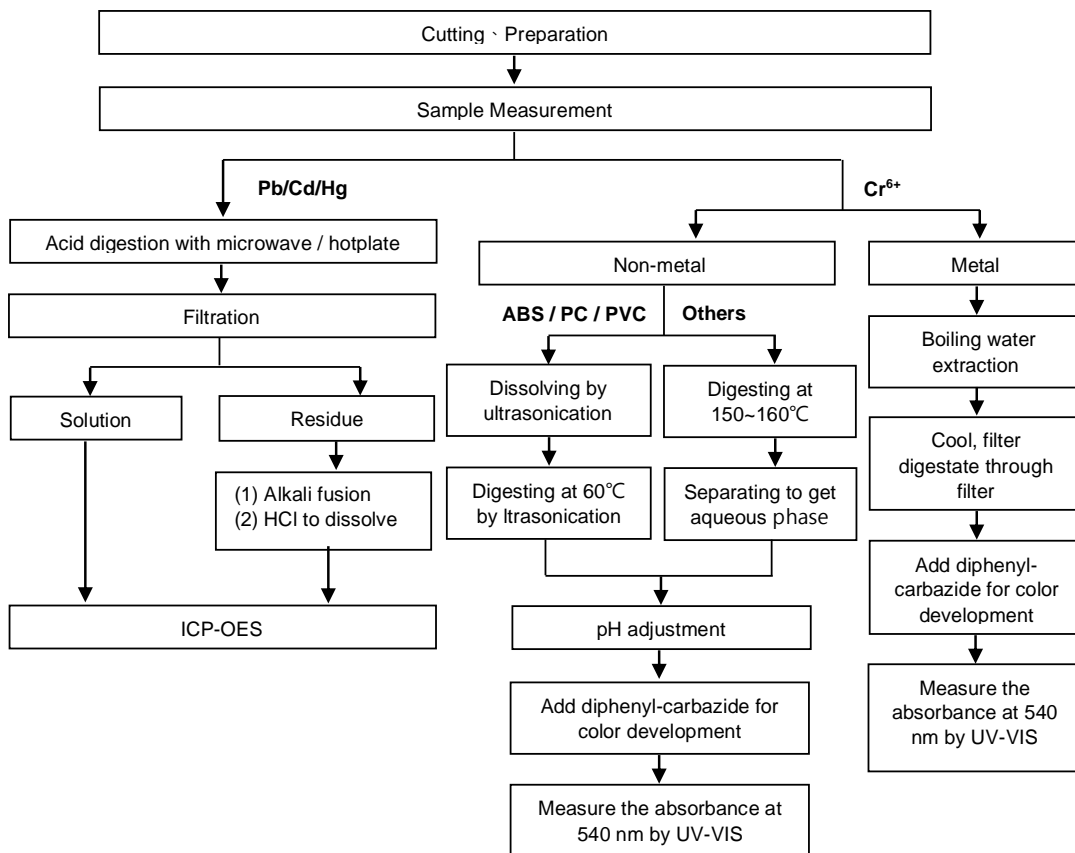 Cutting、Preparation
Sample Measurement
Pb/Cd/Hg
Cr⁶⁺
Acid digestion with microwave / hotplate
Filtration
Solution
Residue
(1) Alkali fusion
(2) HCl to dissolve
ICP-OES
Non-metal
ABS / PC / PVC
Others
Dissolving by
ultrasonication
Digesting at
150~160℃
Digesting at 60℃
by ltrasonication
Separating to get
aqueous phase
pH adjustment
Add diphenyl-carbazide for
color development
Measure the absorbance at
540 nm by UV-VIS
Metal
Boiling water
extraction
Cool, filter
digestate through
filter
Add diphenyl-
carbazide for color
development
Measure the
absorbance at 540
nm by UV-VIS